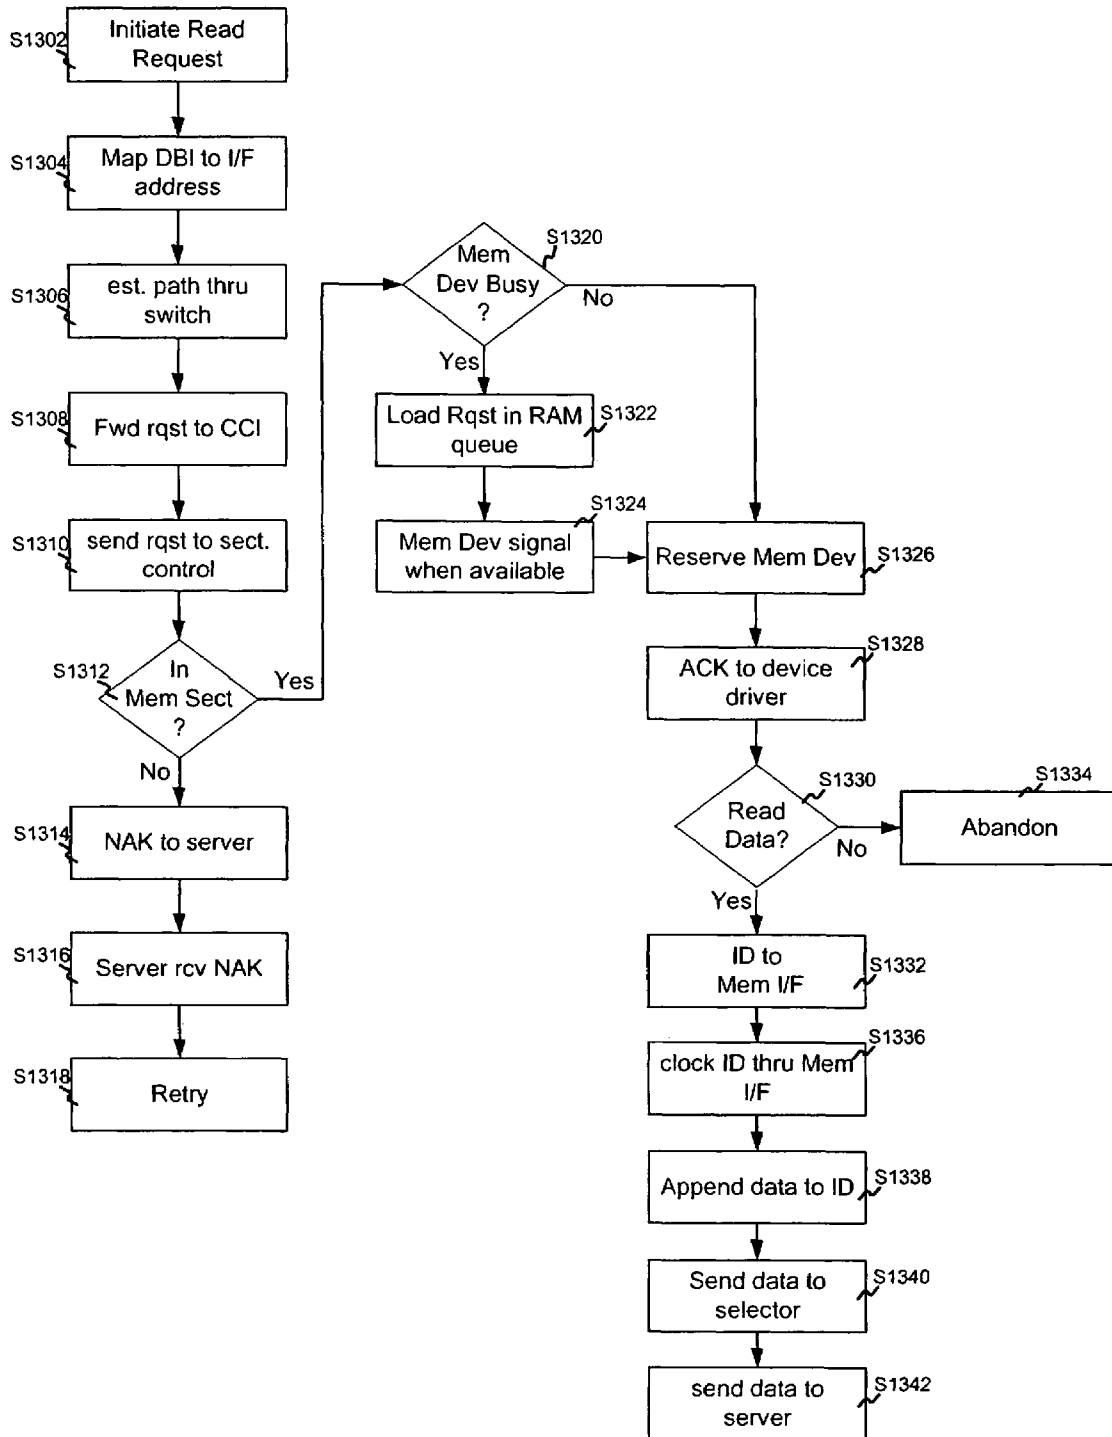 S1302
Initiate Read
Request
S1304
Map DBI to I/F
address
S1306
est. path thru
switch
S1308
Fwd rqst to CCI
S1310
send rqst to sect.
control
S1312
In
Mem Sect
?
Yes
No
S1314
NAK to server
S1316
Server rcv NAK
S1318
Retry
S1320
Mem
Dev Busy
?
No
Yes
S1322
Load Rqst in RAM
queue
S1324
Mem Dev signal
when available
S1326
Reserve Mem Dev
S1328
ACK to device
driver
S1330
Read
Data?
No
S1334
Abandon
Yes
S1332
ID to
Mem I/F
S1336
clock ID thru Mem
I/F
S1338
Append data to ID
S1340
Send data to
selector
S1342
send data to
server